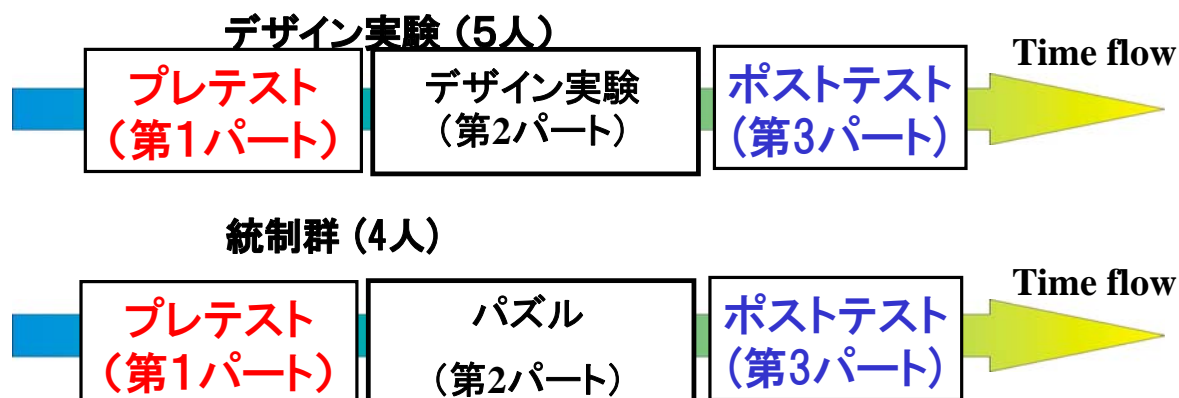 デザイン実験（５人）
Time flow
プレテスト
（第１パート）
デザイン実験
（第2パート）
ポストテスト
（第3パート）
統制群（4人）
Time flow
プレテスト
（第１パート）
パズル
（第2パート）
ポストテスト
（第3パート）